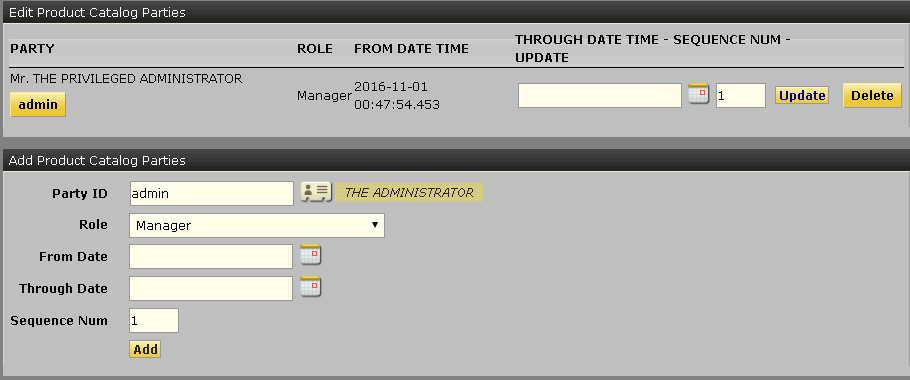 Edit Product Catalog Parties
PARTY ROLE FROM DATE TIME THROUGH DATE TIME - SEQUENCE NUM - UPDATE
Mr. THE PRIVILEGED ADMINISTRATOR
admin Manager 2016-11-01 00:47:54.453 1 Update Delete
Add Product Catalog Parties
Party ID admin THE ADMINISTRATOR
Role Manager
From Date
Through Date
Sequence Num 1
Add